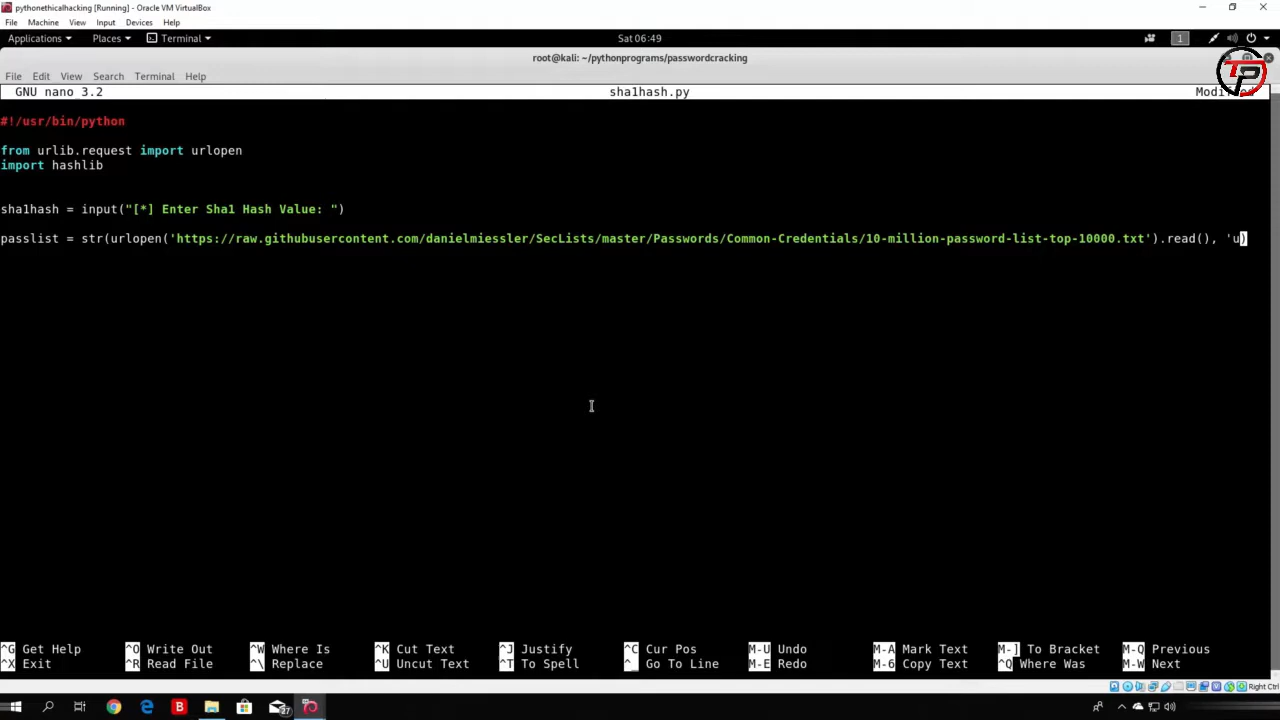 pythonethicalhacking [Running] - Oracle VM VirtualBox
File Machine View Input Devices Help
Applications Places Terminal Sat 06:49 1
root@kali: ~/pythonprograms/passwordcracking
TP
File Edit View Search Terminal Help
GNU nano 3.2 sha1hash.py
#!/usr/bin/python
from urlib.request import urlopen
import hashlib
sha1hash = input("[*] Enter Sha1 Hash Value: ")
passlist = str(urlopen('https://raw.githubusercontent.com/danielmiessler/SecLists/master/Passwords/Common-Credentials/10-million-password-list-top-10000.txt').read(), 'u)
^G Get Help ^O Write Out ^W Where Is ^K Cut Text ^J Justify ^C Cur Pos M-U Undo M-A Mark Text M-] To Bracket M-Q Previous
^X Exit ^R Read File ^\ Replace ^U Uncut Text ^T To Spell ^_ Go To Line M-E Redo M-6 Copy Text ^Q Where Was M-W Next
Right Ctrl